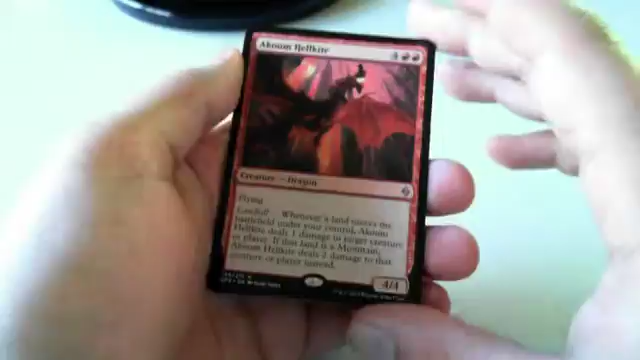 Akoum Hellkite 4
Creature — Dragon
Flying
Landfall — Whenever a land enters the
battlefield under your control, Akoum
Hellkite deals 1 damage to target creature
or player. If that land is a Mountain,
Akoum Hellkite deals 2 damage to that
creature or player instead.
4/4